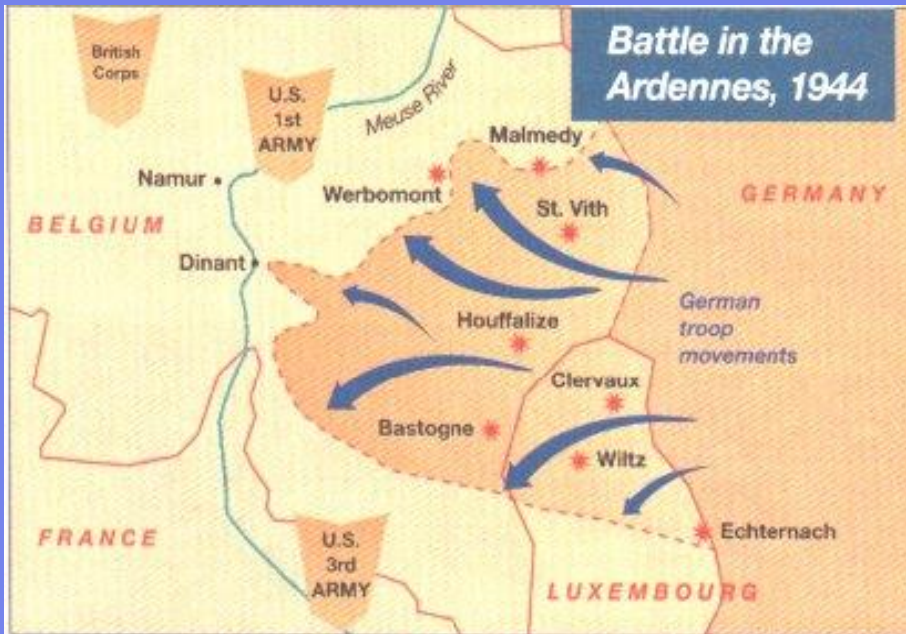 Battle in the
Ardennes, 1944
British
Corps
U.S.
1st
ARMY
Meuse River
Malmedy
Namur
Werbomont
GERMANY
St. Vith
BELGIUM
Dinant
German
troop
movements
Houffalize
Clervaux
Bastogne
Wiltz
Echternach
FRANCE
U.S.
3rd
ARMY
LUXEMBOURG